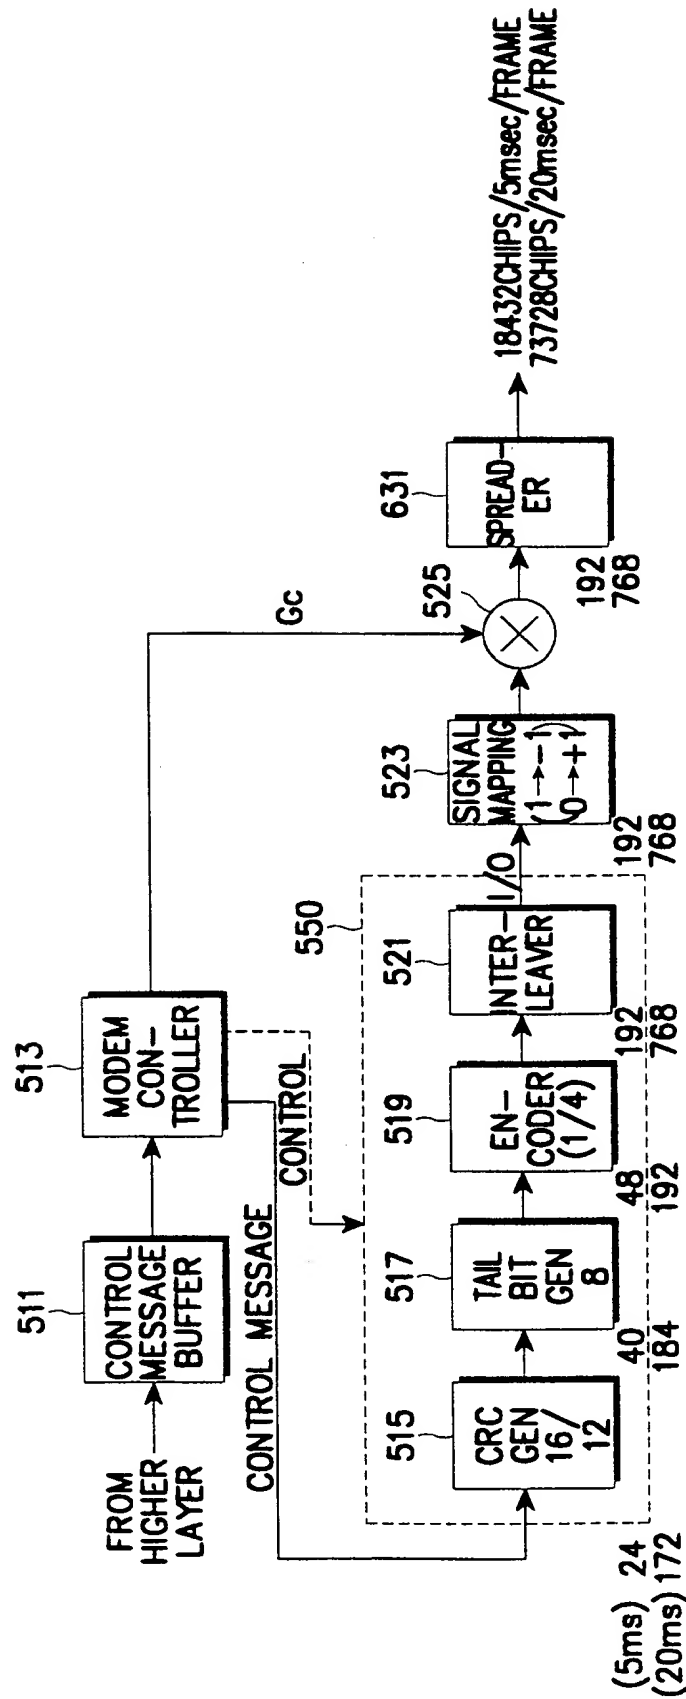 FROM
HIGHER
LAYER
511
CONTROL
MESSAGE
BUFFER
513
MODEM
CON-
TROLLER
Gc
CONTROL MESSAGE
CONTROL
550
515
CRC
GEN
16/
12
517
TAIL
BIT
GEN
8
519
EN-
CODER
(1/4)
521
INTER-
LEAVER
1/0
523
SIGNAL
MAPPING
(1→-1)
(0→+1)
525
631
SPREAD-
ER
18432CHIPS/5msec/FRAME
73728CHIPS/20msec/FRAME
(5ms) 24 40 48 192 192 192
(20ms) 172 184 192 768 768 768